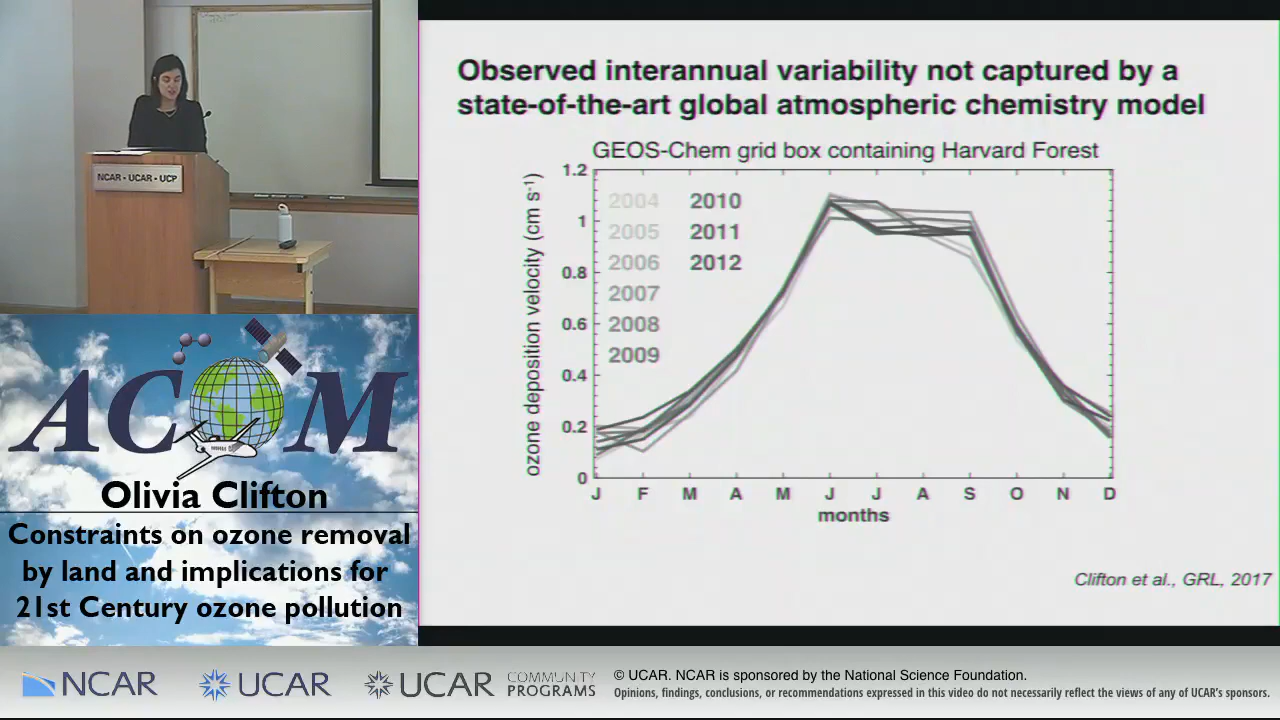 NCAR - UCAR - UCP
ACOM
Olivia Clifton
Constraints on ozone removal
by land and implications for
21st Century ozone pollution
Observed interannual variability not captured by a
state-of-the-art global atmospheric chemistry model
GEOS-Chem grid box containing Harvard Forest
ozone deposition velocity (cm s-1)
1.2
1
0.8
0.6
0.4
0.2
0
2004 2010
2005 2011
2006 2012
2007
2008
2009
J F M A M J J A S O N D
months
Clifton et al., GRL, 2017
NCAR UCAR UCAR COMMUNITY PROGRAMS
© UCAR. NCAR is sponsored by the National Science Foundation.
Opinions, findings, conclusions, or recommendations expressed in this video do not necessarily reflect the views of any of UCAR's sponsors.